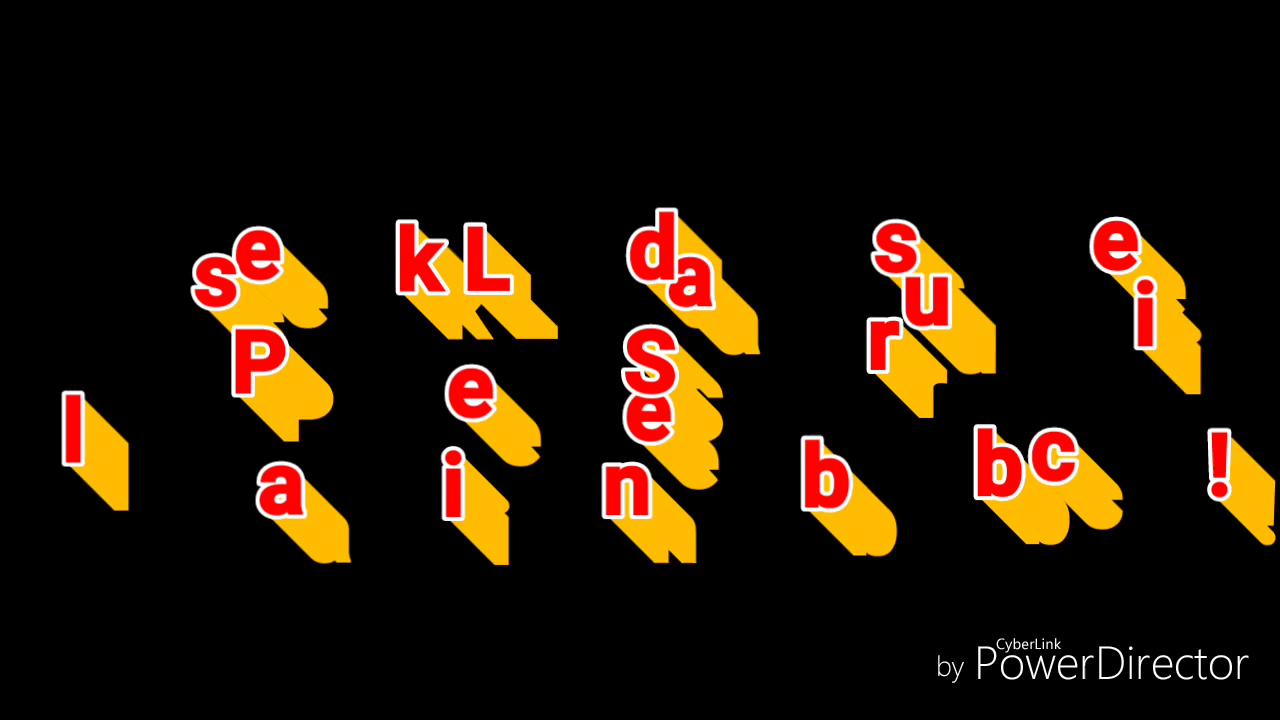 se kL da s e
u i
P S r
l e e
a i n b bc !
CyberLink
by PowerDirector